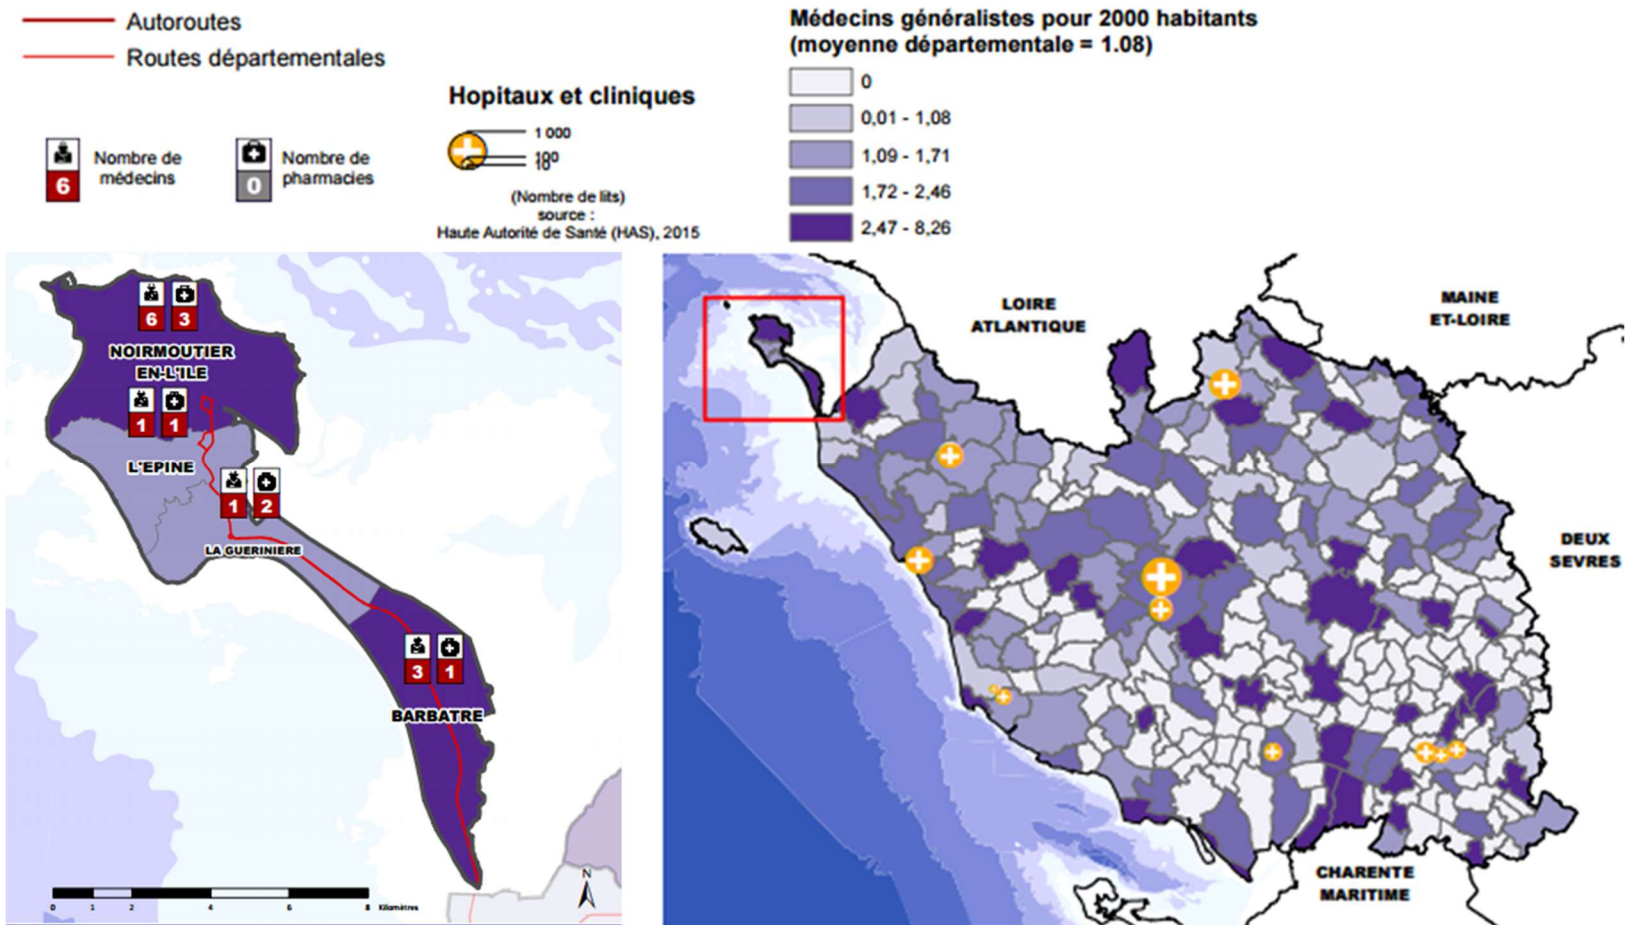 Autoroutes
Routes départementales
Nombre de
médecins
6
Nombre de
pharmacies
0
Hopitaux et cliniques
1 000
100
10
(Nombre de lits)
source :
Haute Autorité de Santé (HAS), 2015
Médecins généralistes pour 2000 habitants
(moyenne départementale = 1.08)
0
0,01 - 1,08
1,09 - 1,71
1,72 - 2,46
2,47 - 8,26
6 3
NOIRMOUTIER
EN-L'ILE
1 1
L'EPINE
1 2
LA GUERINIERE
3 1
BARBATRE
N
0 1 2 4 6 8 Kilomètres
LOIRE
ATLANTIQUE
MAINE
ET-LOIRE
DEUX
SEVRES
CHARENTE
MARITIME